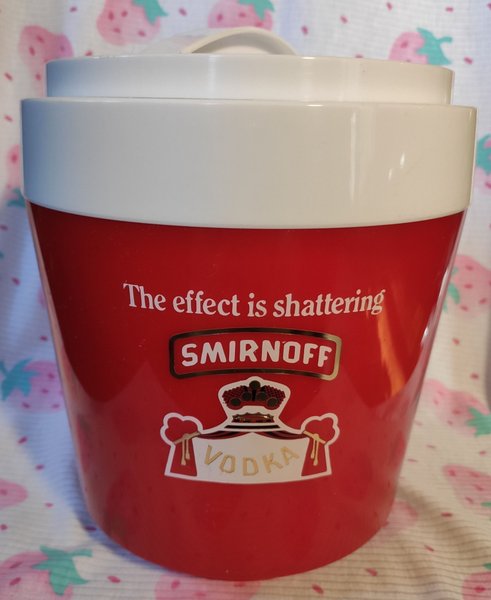 The effect is shattering
SMIRNOFF
VODKA